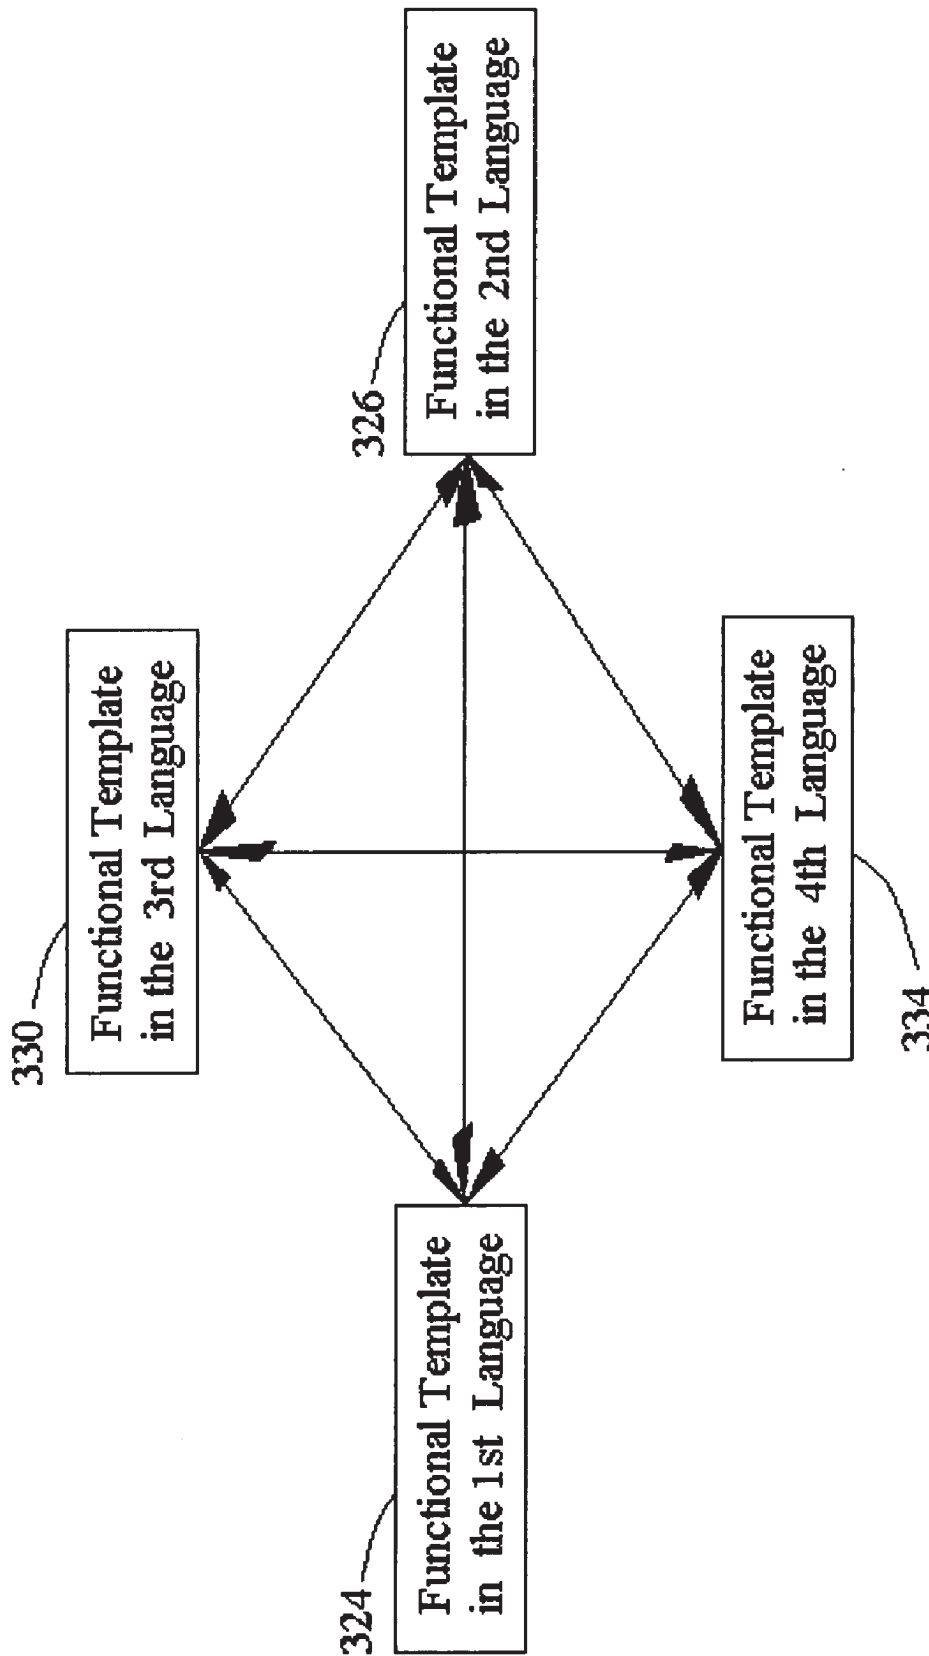 330
Functional Template
in the 3rd Language
324
Functional Template
in the 1st Language
326
Functional Template
in the 2nd Language
Functional Template
in the 4th Language
334